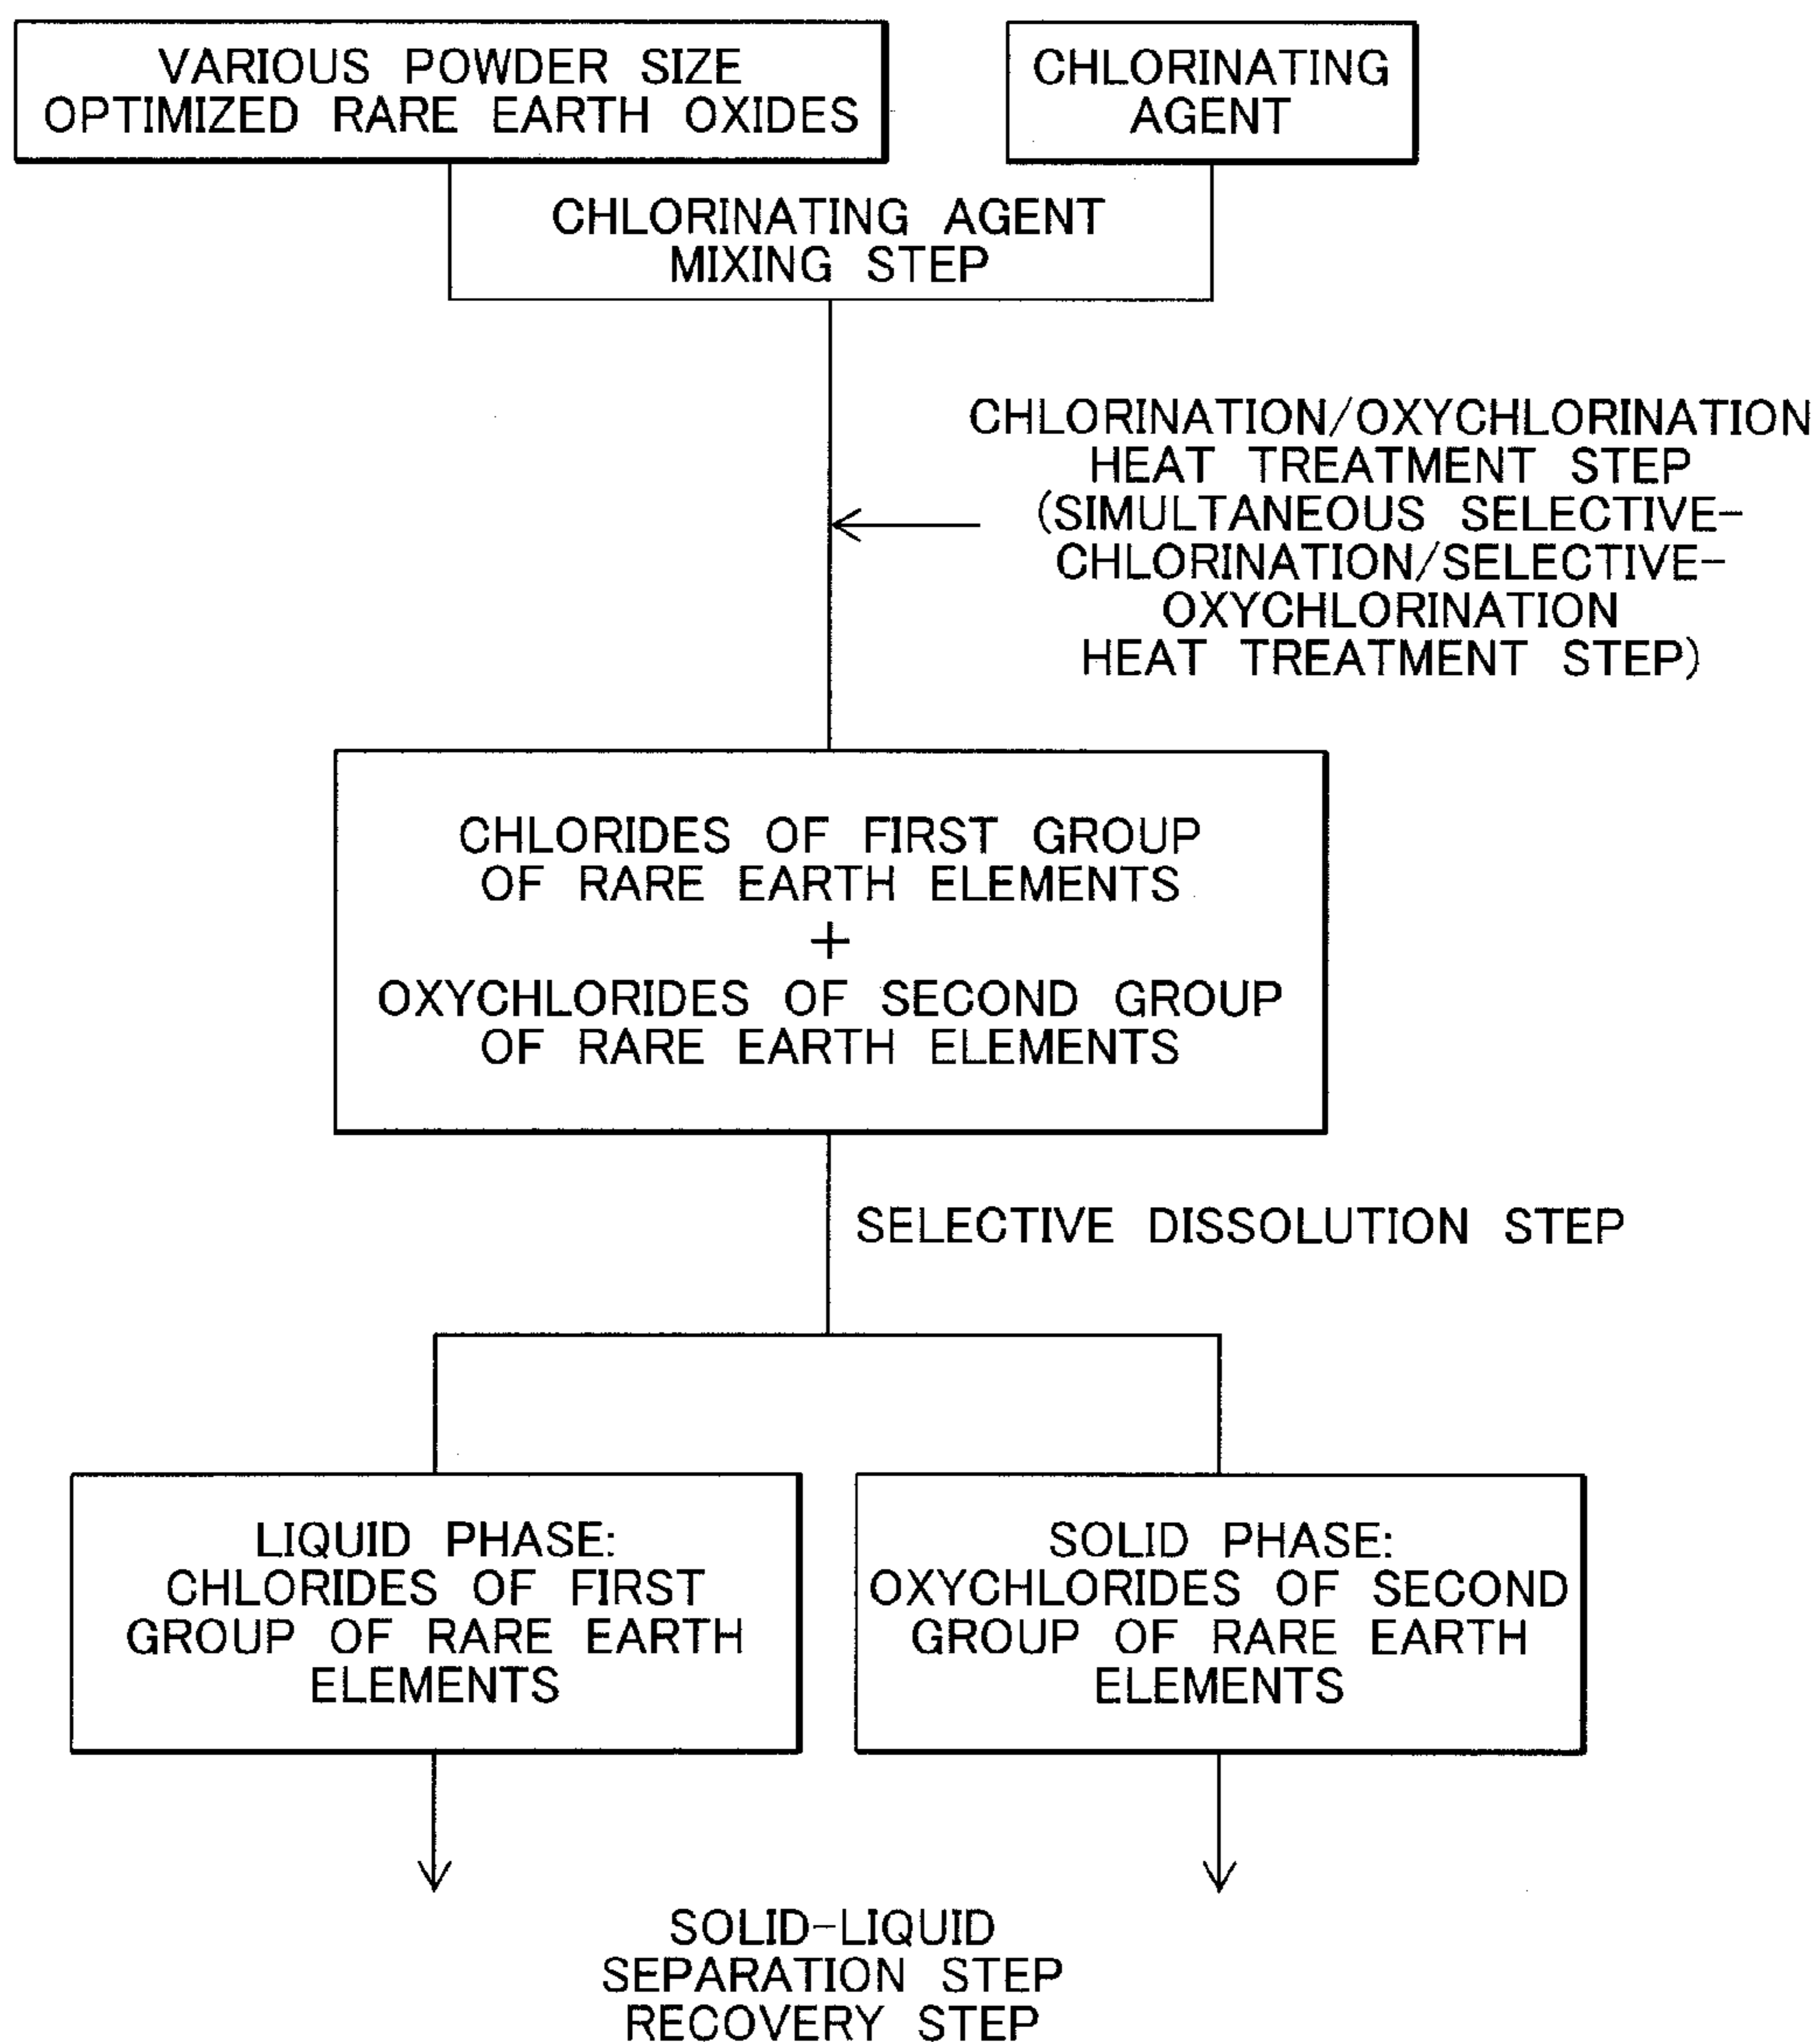 VARIOUS POWDER SIZE
OPTIMIZED RARE EARTH OXIDES
CHLORINATING
AGENT
CHLORINATING AGENT
MIXING STEP
CHLORINATION/OXYCHLORINATION
HEAT TREATMENT STEP
(SIMULTANEOUS SELECTIVE-
CHLORINATION/SELECTIVE-
OXYCHLORINATION
HEAT TREATMENT STEP)
CHLORIDES OF FIRST GROUP
OF RARE EARTH ELEMENTS
+
OXYCHLORIDES OF SECOND GROUP
OF RARE EARTH ELEMENTS
SELECTIVE DISSOLUTION STEP
LIQUID PHASE:
CHLORIDES OF FIRST
GROUP OF RARE EARTH
ELEMENTS
SOLID PHASE:
OXYCHLORIDES OF SECOND
GROUP OF RARE EARTH
ELEMENTS
SOLID-LIQUID
SEPARATION STEP
RECOVERY STEP